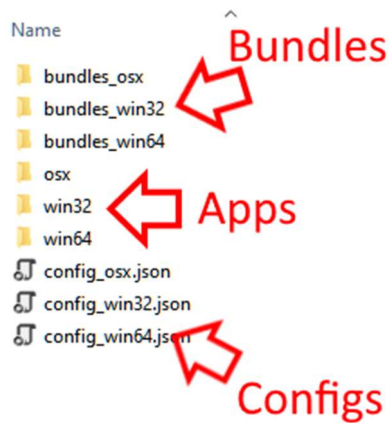 Name
Bundles
bundles_osx
bundles_win32
bundles_win64
osx
win32
Apps
win64
config_osx.json
config_win32.json
config_win64.json
Configs